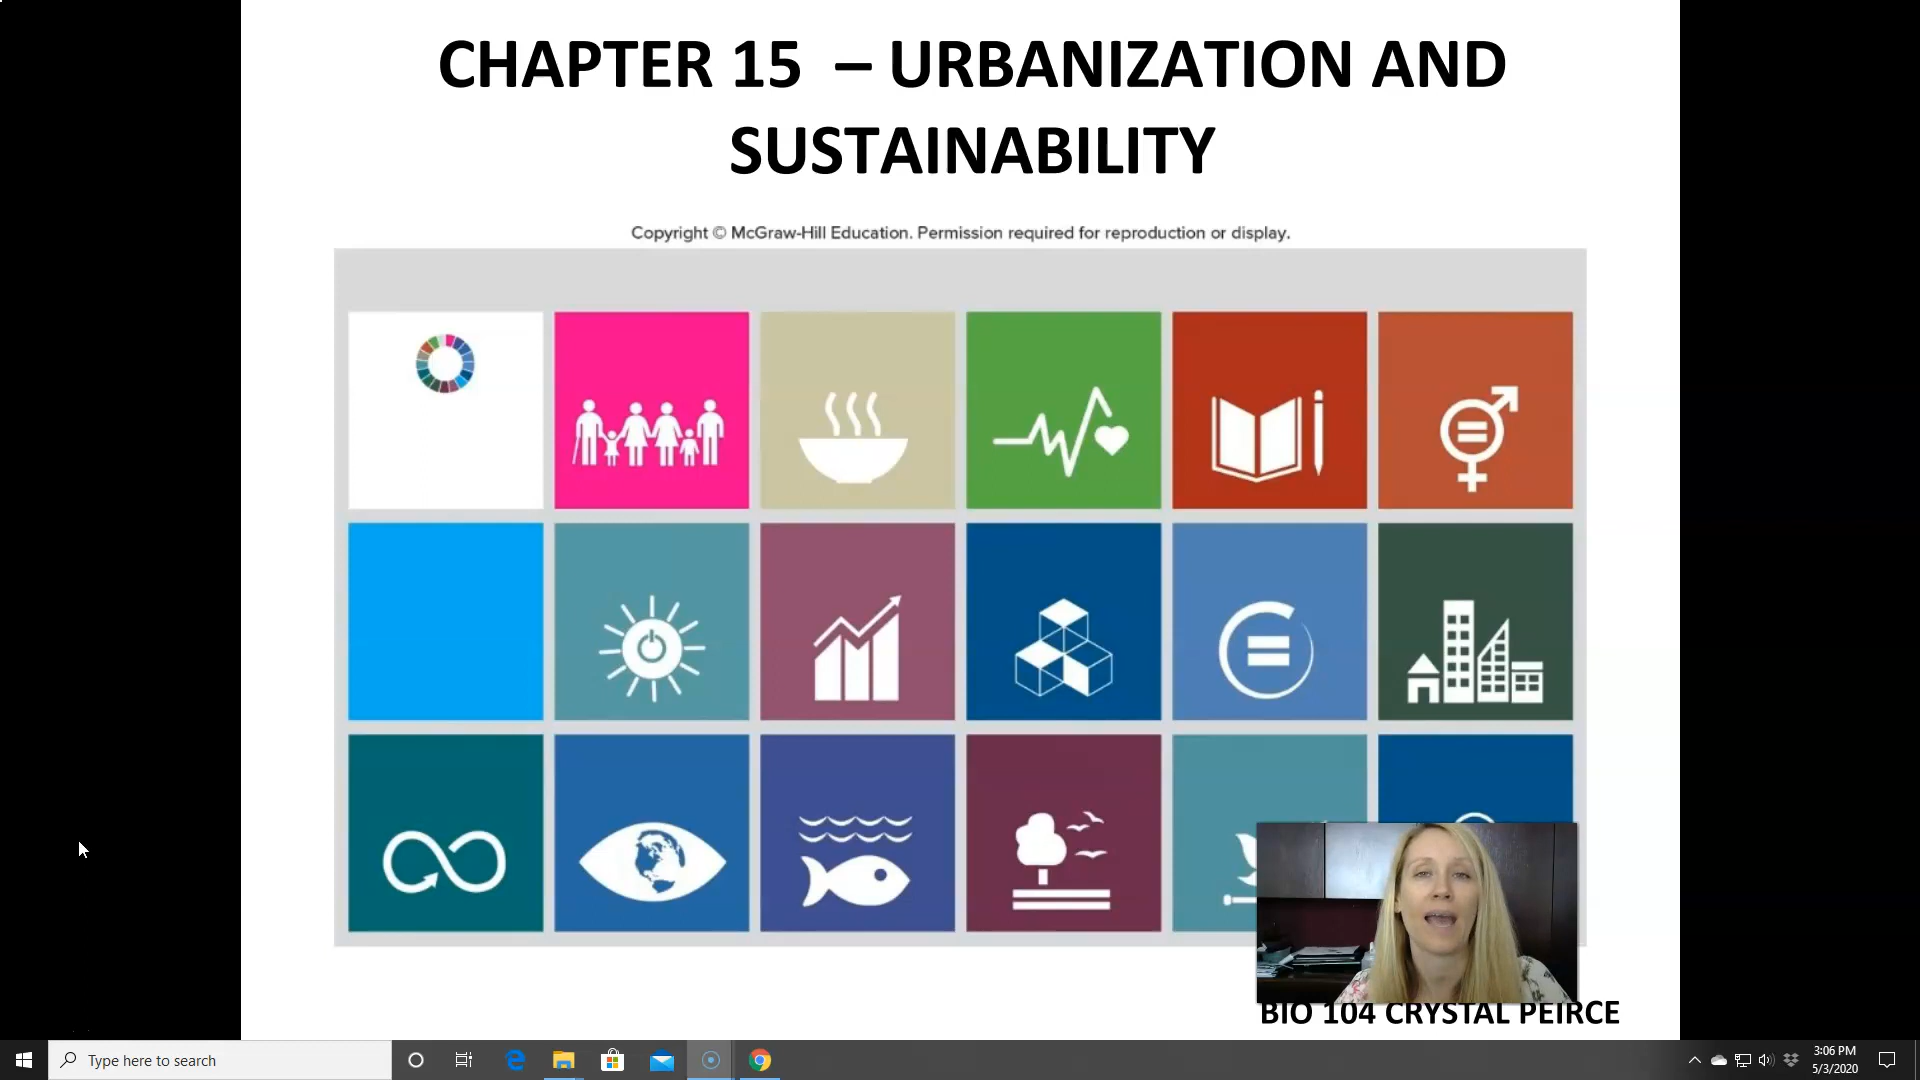 CHAPTER 15 – URBANIZATION AND
SUSTAINABILITY
Copyright © McGraw-Hill Education. Permission required for reproduction or display.
BIO 104 CRYSTAL PEIRCE
Type here to search
3:06 PM
5/3/2020